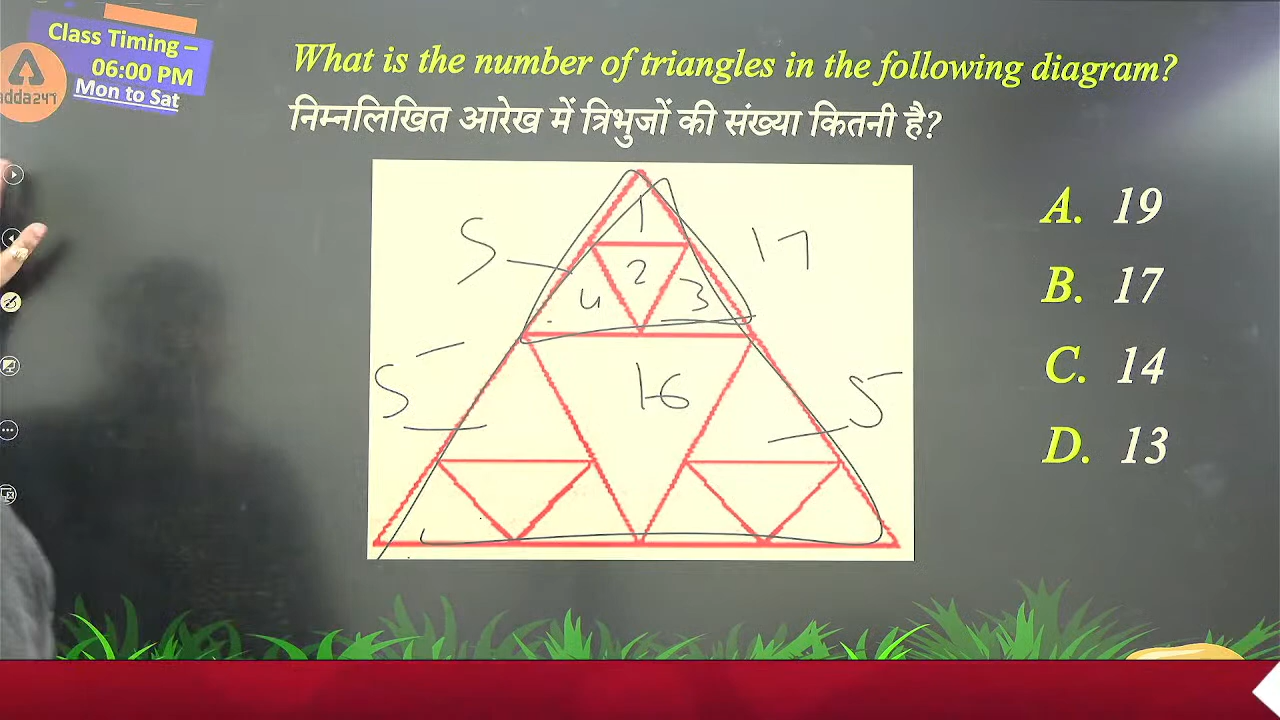 Class Timing –
06:00 PM
Mon to Sat
adda247
What is the number of triangles in the following diagram?
निम्नलिखित आरेख में त्रिभुजों की संख्या कितनी है?
A. 19
B. 17
C. 14
D. 13
1
5
17
2
4
3
5
16
5